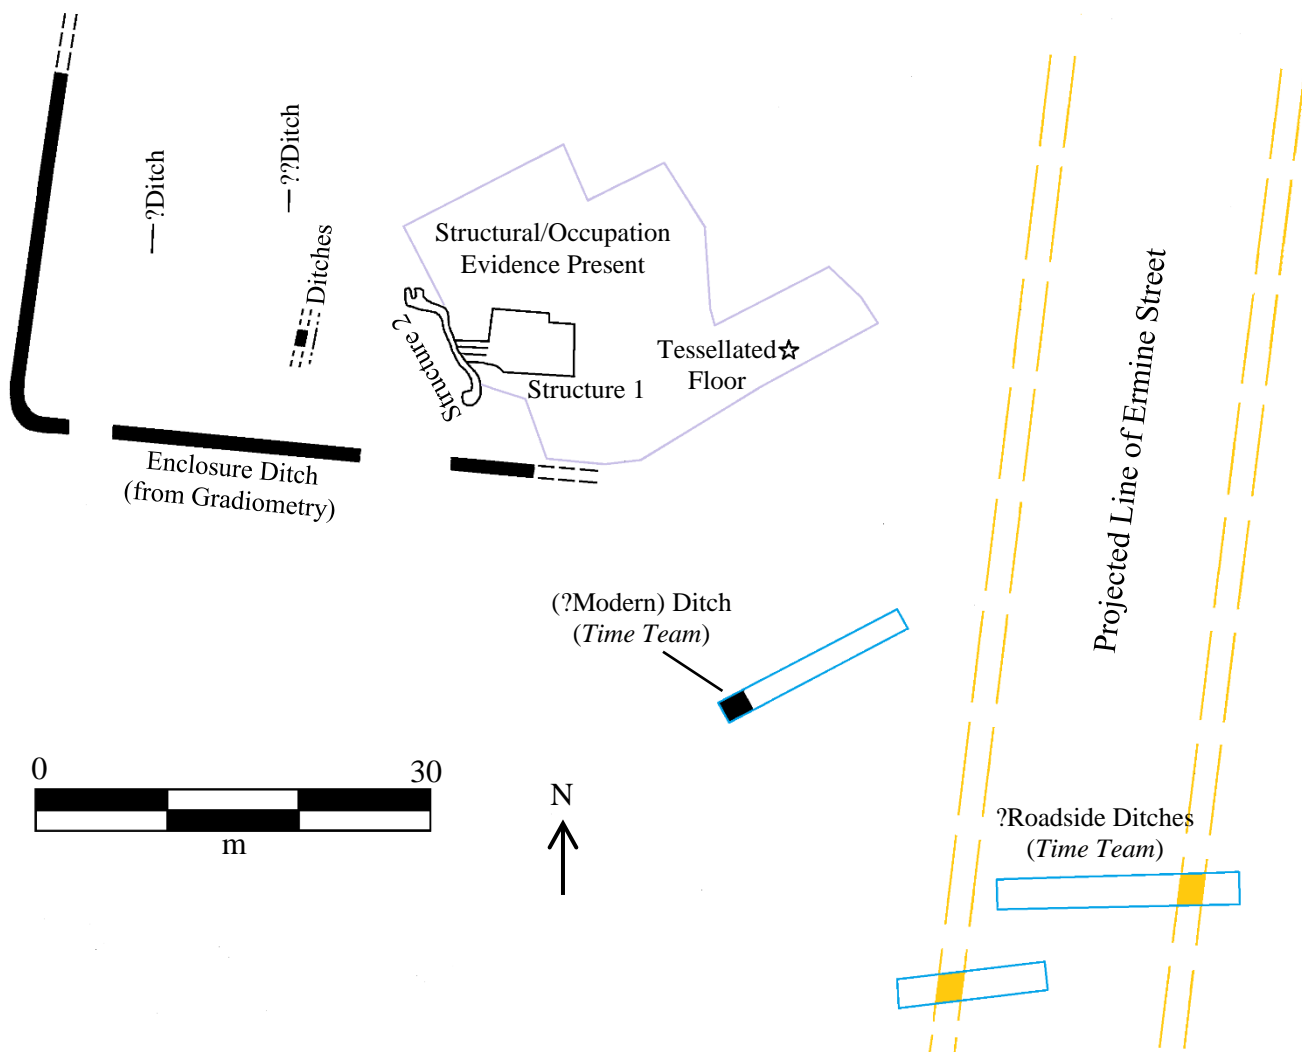 ?Ditch
??Ditch
Ditches
Structural/Occupation
Evidence Present
Structure 2
Structure 1
Tessellated
Floor
Projected Line of Ermine Street
Enclosure Ditch
(from Gradiometry)
(?Modern) Ditch
(Time Team)
0 30
m
N
?Roadside Ditches
(Time Team)